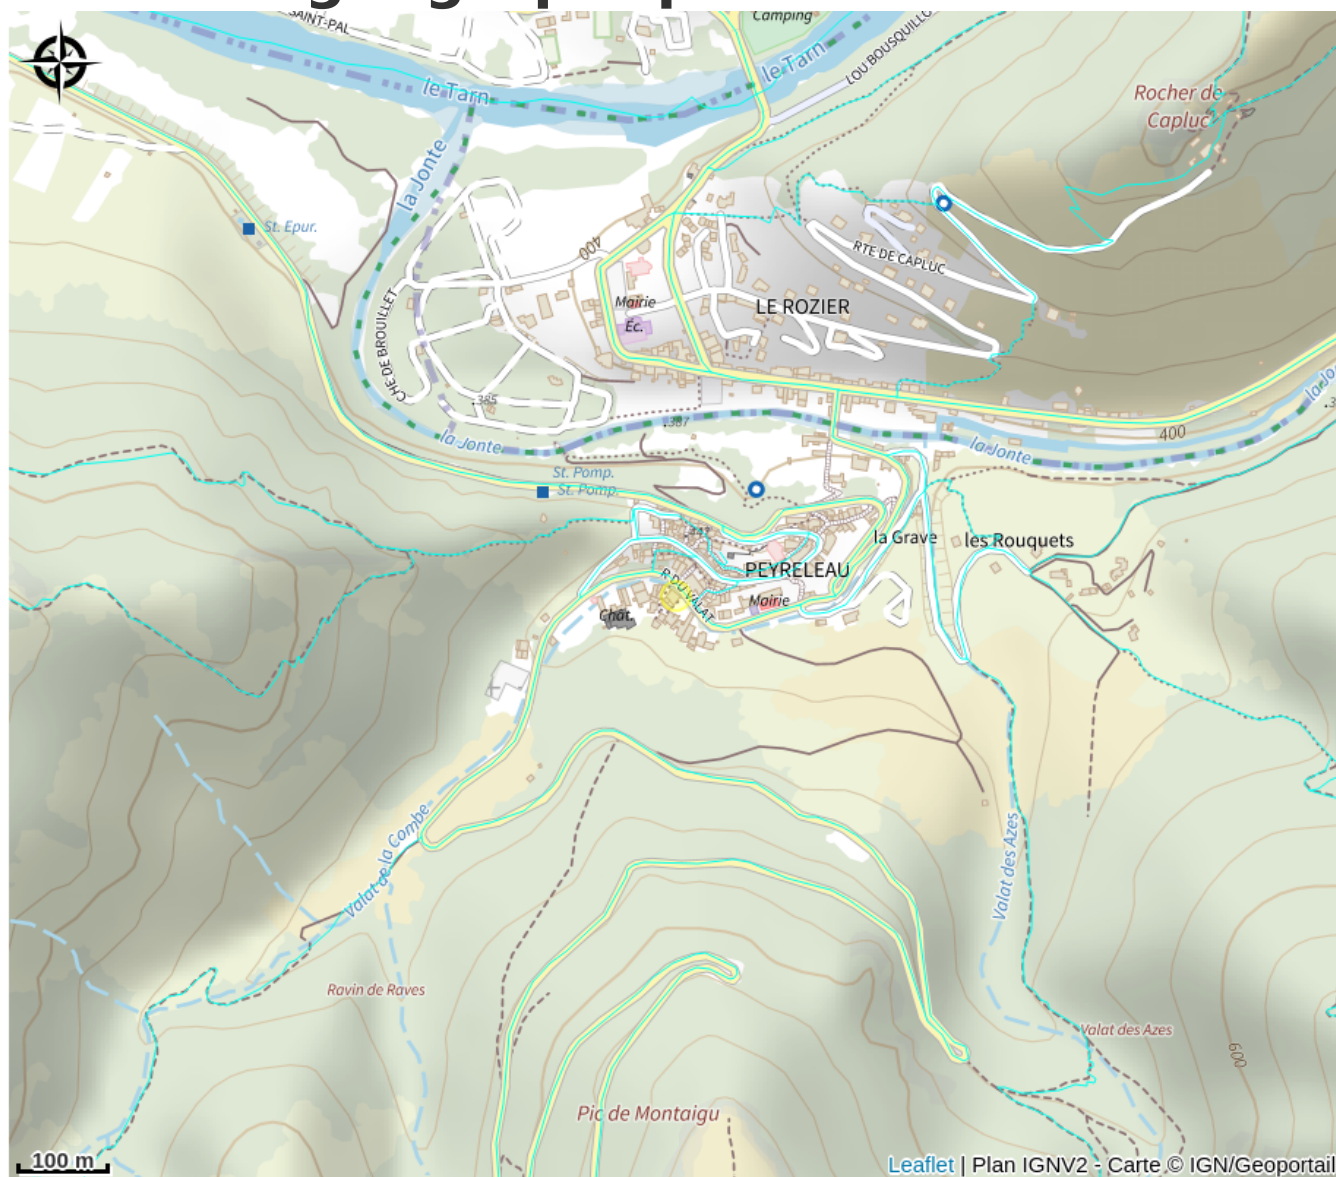 SAINT-PAL
Camping
le Tarn
le Tarn
LOU BOUSQUILLO
Rocher de
Capluc
la Jonte
St. Epur.
400
RTE DE CAPLUC
Mairie
Éc.
LE ROZIER
CHE DE BROUILLET
385
387
la Jonte
la Jonte
400
la Jo
St. Pomp.
St. Pomp.
447
la Grave
les Rouquets
PEYRELEAU
R DU VALAT
Mairie
Chât.
Valat de la Combe
Valat des Azes
Ravin de Raves
Valat des Azes
600
Pic de Montaigu
100 m
Leaflet | Plan IGNV2 - Carte © IGN/Geoportail